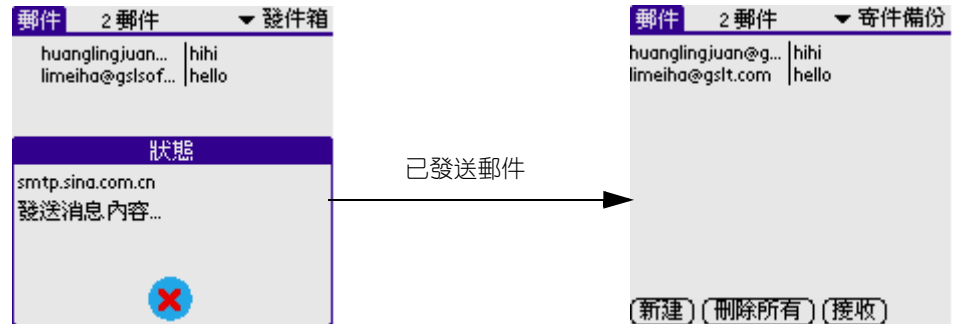 郵件 2 郵件 ▼ 發件箱
huanglingjuan... hihi
limeiha@gslsof... hello
狀態
smtp.sina.com.cn
發送消息內容...
已發送郵件
郵件 2 郵件 ▼ 寄件備份
huanglingjuan@g... hihi
limeiha@gslt.com hello
新建 刪除所有 接收